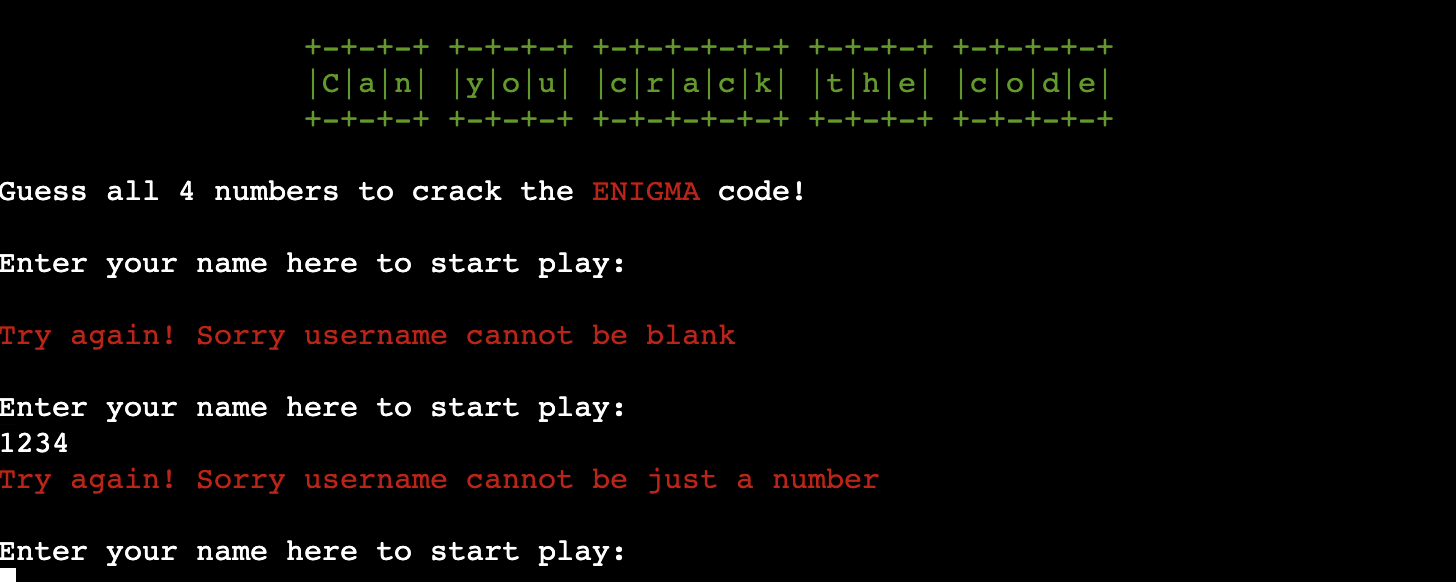 +-+-+-+ +-+-+-+ +-+-+-+-+-+ +-+-+-+ +-+-+-+-+
|C|a|n| |y|o|u| |c|r|a|c|k| |t|h|e| |c|o|d|e|
+-+-+-+ +-+-+-+ +-+-+-+-+-+ +-+-+-+ +-+-+-+-+
Guess all 4 numbers to crack the ENIGMA code!
Enter your name here to start play:
Try again! Sorry username cannot be blank
Enter your name here to start play:
1234
Try again! Sorry username cannot be just a number
Enter your name here to start play: